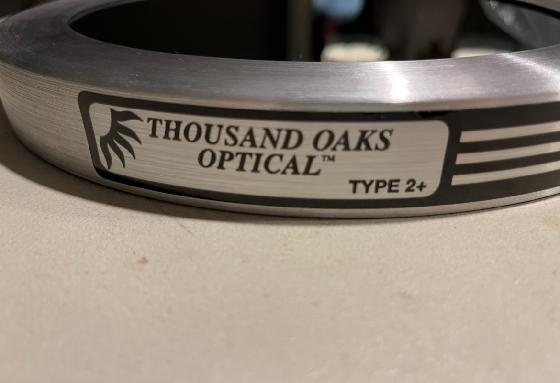 THOUSAND OAKS
OPTICAL™
TYPE 2+